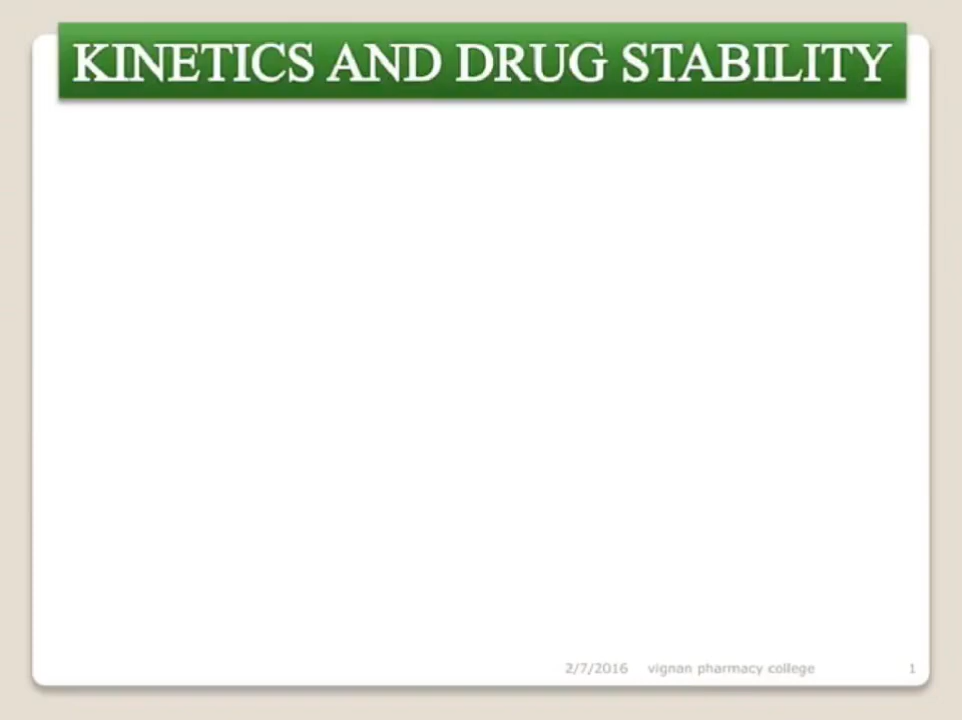 KINETICS AND DRUG STABILITY
2/7/2016 vignan pharmacy college 1